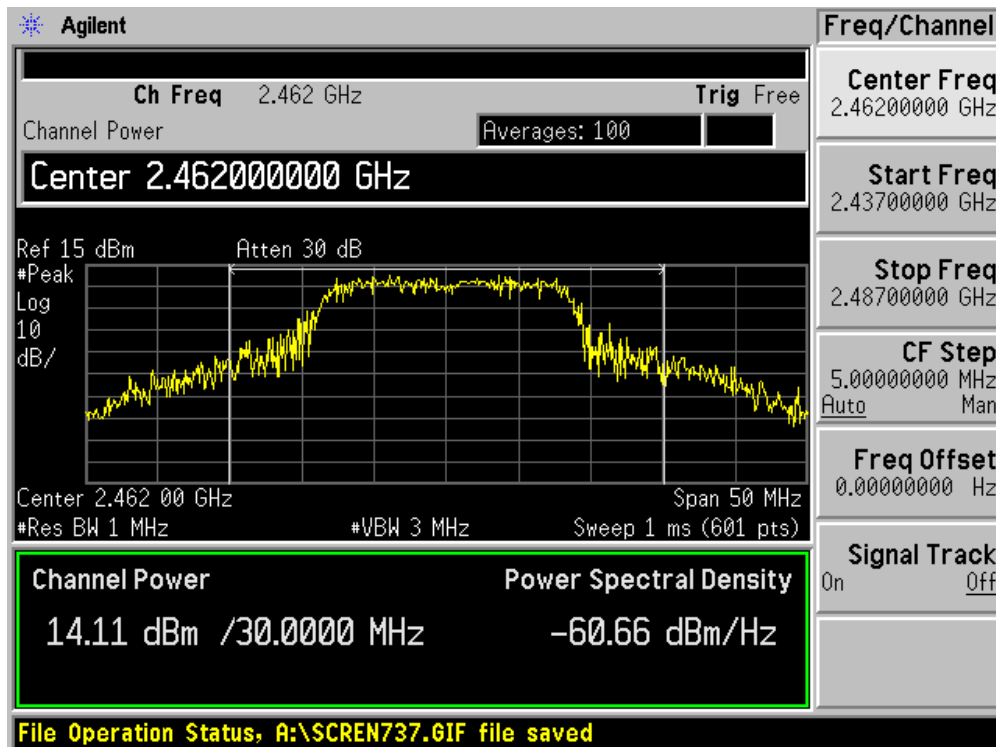 Agilent
Freq/Channel
Ch Freq 2.462 GHz Trig Free
Channel Power Averages: 100
Center 2.462000000 GHz
Ref 15 dBm Atten 30 dB
#Peak
Log
10
dB/
Center 2.462 00 GHz Span 50 MHz
#Res BW 1 MHz #VBW 3 MHz Sweep 1 ms (601 pts)
Channel Power Power Spectral Density
14.11 dBm /30.0000 MHz -60.66 dBm/Hz
File Operation Status, A:\SCREN737.GIF file saved
Center Freq
2.46200000 GHz
Start Freq
2.43700000 GHz
Stop Freq
2.48700000 GHz
CF Step
5.00000000 MHz
Auto Man
Freq Offset
0.00000000 Hz
Signal Track
On Off